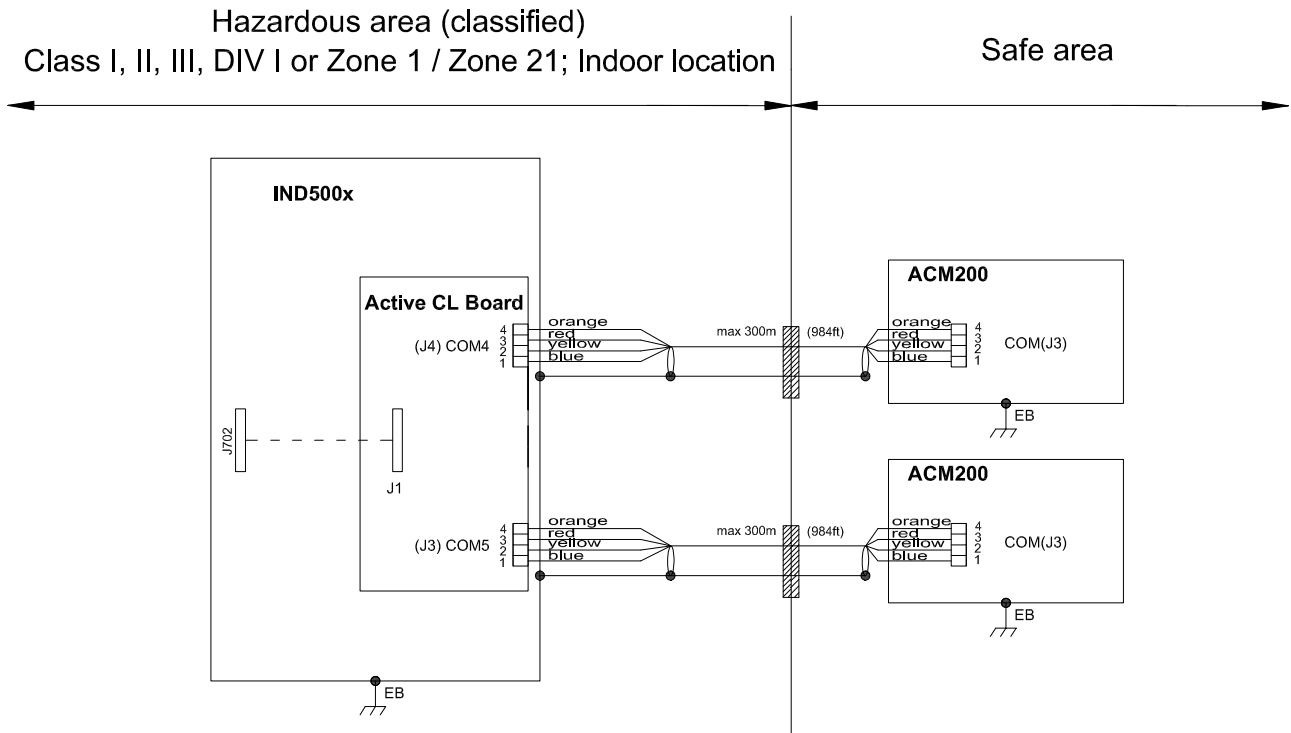 Hazardous area (classified)
Class I, II, III, DIV I or Zone 1 / Zone 21; Indoor location
Safe area
IND500x
Active CL Board
(J4) COM4
4
3
2
1
orange
red
yellow
blue
max 300m
(984ft)
ACM200
orange
red
yellow
blue
4
3
2
1
COM(J3)
EB
J702
J1
(J3) COM5
4
3
2
1
orange
red
yellow
blue
max 300m
(984ft)
ACM200
orange
red
yellow
blue
4
3
2
1
COM(J3)
EB
EB